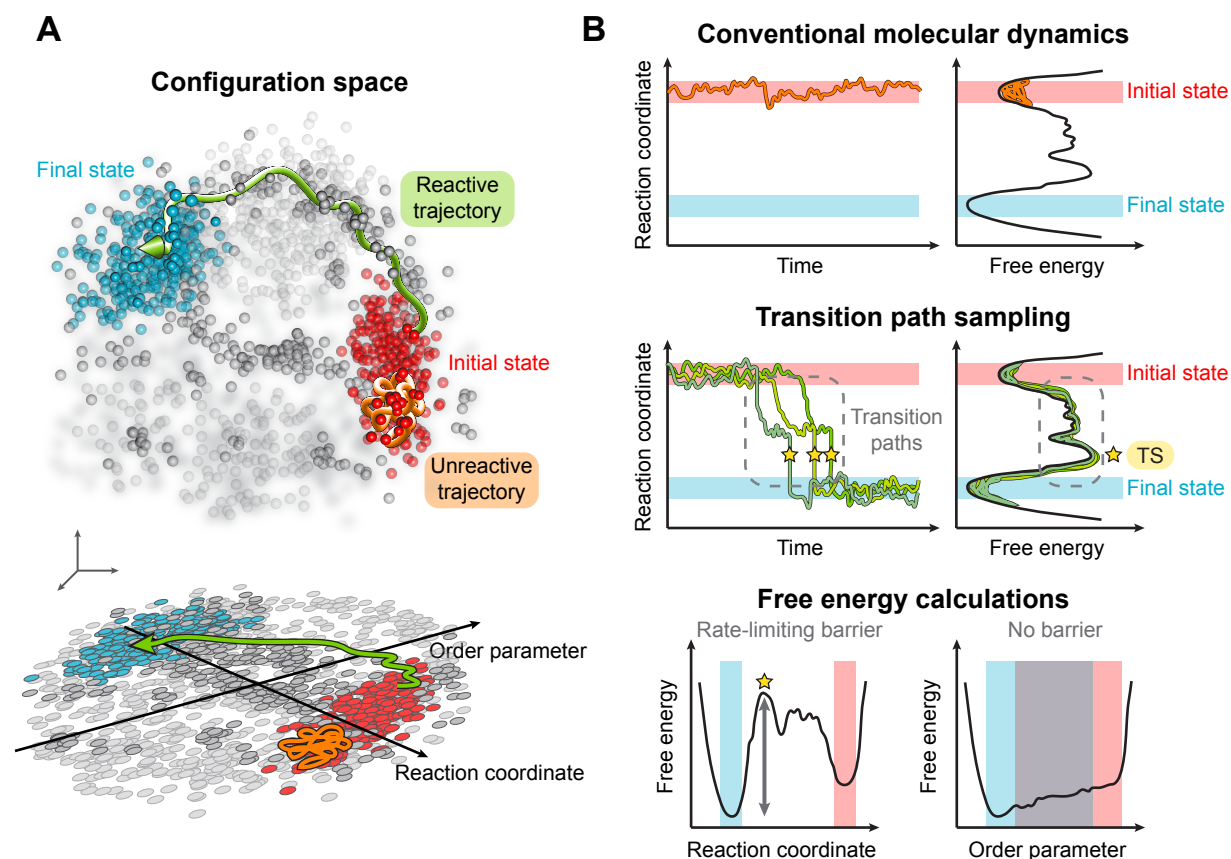 A
Configuration space
Final state
Reactive
trajectory
Initial state
Unreactive
trajectory
Order parameter
Reaction coordinate
B
Conventional molecular dynamics
Reaction coordinate
Time
Free energy
Initial state
Final state
Transition path sampling
Reaction coordinate
Transition
paths
Time
Free energy
Initial state
TS
Final state
Free energy calculations
Rate-limiting barrier
Free energy
Reaction coordinate
No barrier
Free energy
Order parameter